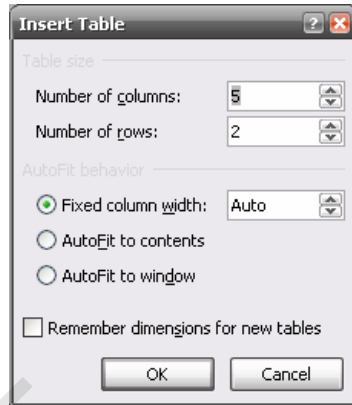 Insert Table
Table size
Number of columns: 5
Number of rows: 2
AutoFit behavior
Fixed column width: Auto
AutoFit to contents
AutoFit to window
Remember dimensions for new tables
OK Cancel